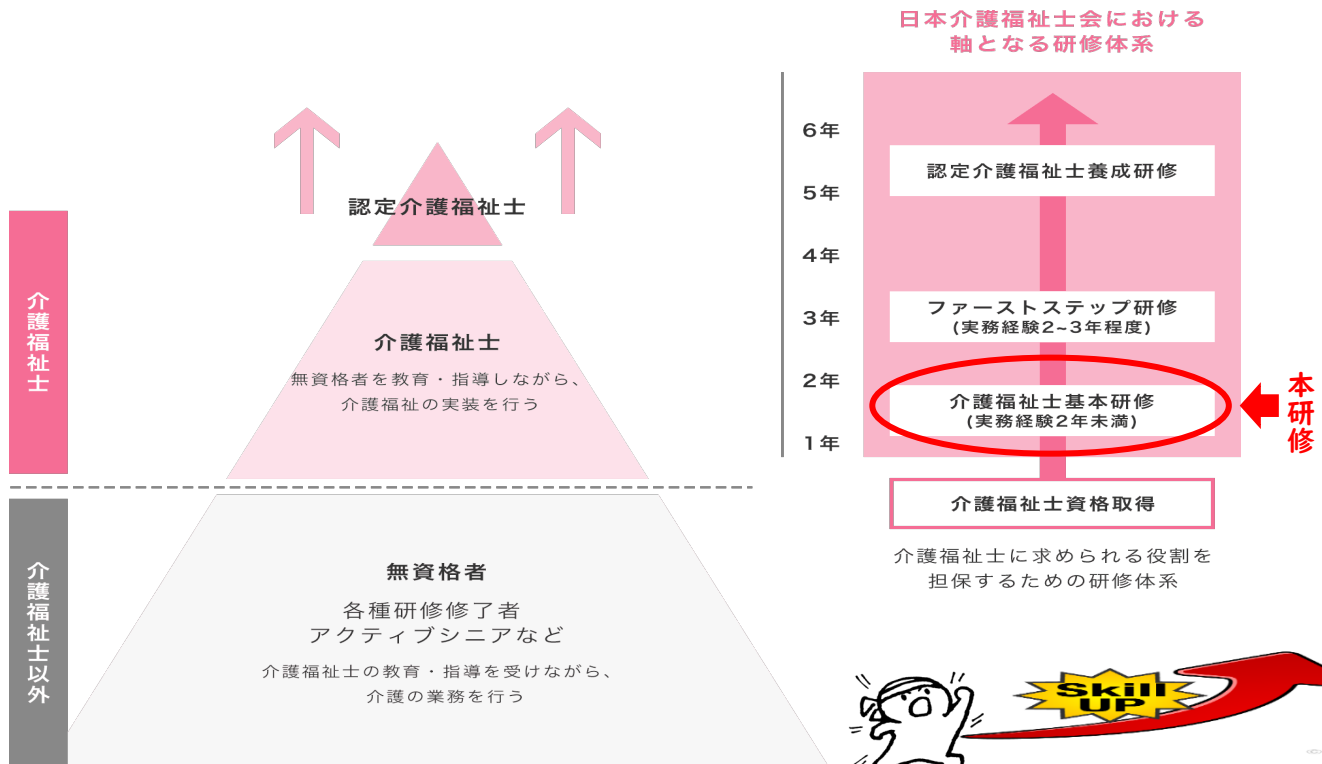 日本介護福祉士会における
軸となる研修体系
認定介護福祉士
介護福祉士
介護福祉士
無資格者を教育・指導しながら、
介護福祉の実装を行う
介護福祉士以外
無資格者
各種研修修了者
アクティブシニアなど
介護福祉士の教育・指導を受けながら、
介護の業務を行う
6年
5年
4年
3年
2年
1年
認定介護福祉士養成研修
ファーストステップ研修
(実務経験2~3年程度)
介護福祉士基本研修
(実務経験2年未満)
本研修
介護福祉士資格取得
介護福祉士に求められる役割を
担保するための研修体系
Skill
UP